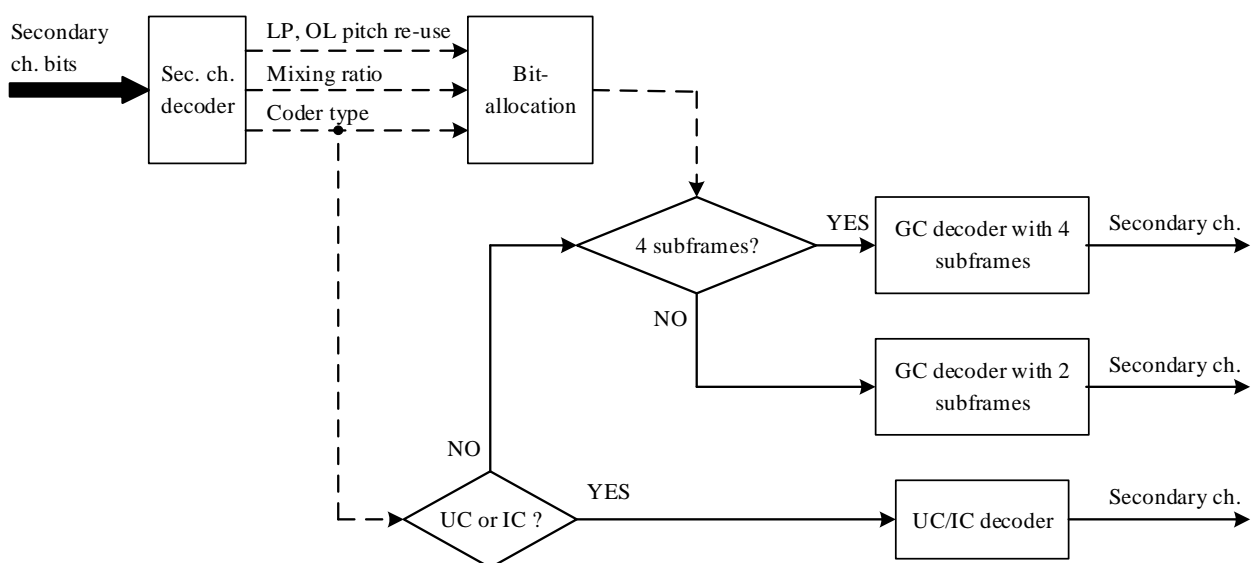 Secondary
ch. bits
Sec. ch.
decoder
LP, OL pitch re-use
Mixing ratio
Coder type
Bit-
allocation
4 subframes?
YES
GC decoder with 4
subframes
Secondary ch.
NO
GC decoder with 2
subframes
Secondary ch.
NO
UC or IC ?
YES
UC/IC decoder
Secondary ch.